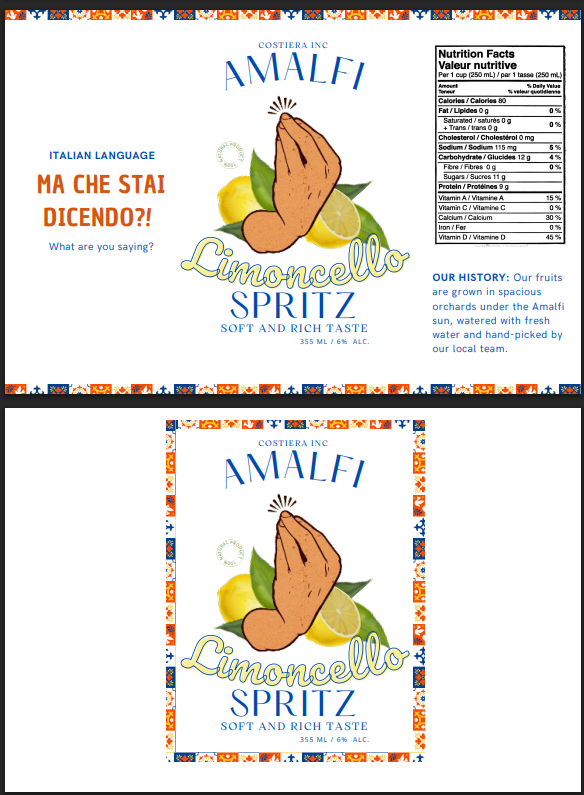 COSTIERA INC
AMALFI
NATURAL PRODUCT
100%
ITALIAN LANGUAGE
MA CHE STAI
DICENDO?!
What are you saying?
Limoncello
SPRITZ
SOFT AND RICH TASTE
355 ML / 6% ALC.
Nutrition Facts
Valeur nutritive
Per 1 cup (250 mL) / par 1 tasse (250 mL)
Amount % Daily Value
Teneur % valeur quotidienne
Calories / Calories 80
Fat / Lipides 0 g 0 %
Saturated / saturés 0 g
+ Trans / trans 0 g 0 %
Cholesterol / Cholestérol 0 mg
Sodium / Sodium 115 mg 5 %
Carbohydrate / Glucides 12 g 4 %
Fibre / Fibres 0 g 0 %
Sugars / Sucres 11 g
Protein / Protéines 9 g
Vitamin A / Vitamine A 15 %
Vitamin C / Vitamine C 0 %
Calcium / Calcium 30 %
Iron / Fer 0 %
Vitamin D / Vitamine D 45 %
OUR HISTORY: Our fruits
are grown in spacious
orchards under the Amalfi
sun, watered with fresh
water and hand-picked by
our local team.
COSTIERA INC
AMALFI
NATURAL PRODUCT
100%
Limoncello
SPRITZ
SOFT AND RICH TASTE
355 ML / 6% ALC.